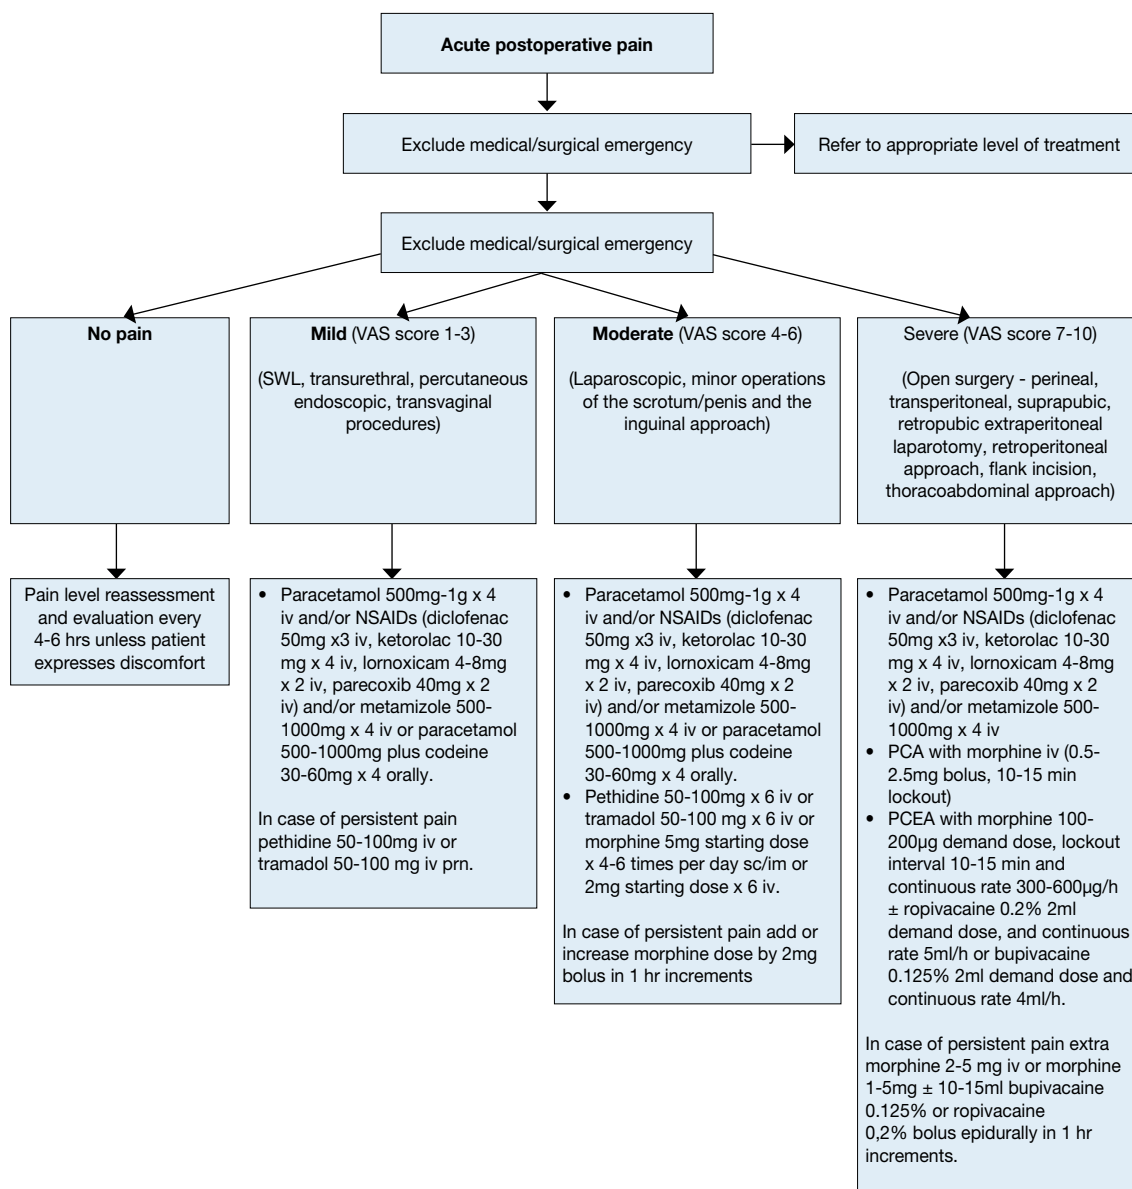 Acute postoperative pain
Exclude medical/surgical emergency
Refer to appropriate level of treatment
Exclude medical/surgical emergency
No pain
Mild (VAS score 1-3)
(SWL, transurethral, percutaneous
endoscopic, transvaginal
procedures)
Moderate (VAS score 4-6)
(Laparoscopic, minor operations
of the scrotum/penis and the
inguinal approach)
Severe (VAS score 7-10)
(Open surgery - perineal,
transperitoneal, suprapubic,
retropubic extraperitoneal
laparotomy, retroperitoneal
approach, flank incision,
thoracoabdominal approach)
Pain level reassessment
and evaluation every
4-6 hrs unless patient
expresses discomfort
• Paracetamol 500mg-1g x 4
iv and/or NSAIDs (diclofenac
50mg x3 iv, ketorolac 10-30
mg x 4 iv, lornoxicam 4-8mg
x 2 iv, parecoxib 40mg x 2
iv) and/or metamizole 500-
1000mg x 4 iv or paracetamol
500-1000mg plus codeine
30-60mg x 4 orally.
In case of persistent pain
pethidine 50-100mg iv or
tramadol 50-100 mg iv prn.
• Paracetamol 500mg-1g x 4
iv and/or NSAIDs (diclofenac
50mg x3 iv, ketorolac 10-30
mg x 4 iv, lornoxicam 4-8mg
x 2 iv, parecoxib 40mg x 2
iv) and/or metamizole 500-
1000mg x 4 iv or paracetamol
500-1000mg plus codeine
30-60mg x 4 orally.
• Pethidine 50-100mg x 6 iv or
tramadol 50-100 mg x 6 iv or
morphine 5mg starting dose
x 4-6 times per day sc/im or
2mg starting dose x 6 iv.
In case of persistent pain add or
increase morphine dose by 2mg
bolus in 1 hr increments
• Paracetamol 500mg-1g x 4
iv and/or NSAIDs (diclofenac
50mg x3 iv, ketorolac 10-30
mg x 4 iv, lornoxicam 4-8mg
x 2 iv, parecoxib 40mg x 2
iv) and/or metamizole 500-
1000mg x 4 iv
• PCA with morphine iv (0.5-
2.5mg bolus, 10-15 min
lockout)
• PCEA with morphine 100-
200µg demand dose, lockout
interval 10-15 min and
continuous rate 300-600µg/h
± ropivacaine 0.2% 2ml
demand dose, and continuous
rate 5ml/h or bupivacaine
0.125% 2ml demand dose and
continuous rate 4ml/h.
In case of persistent pain extra
morphine 2-5 mg iv or morphine
1-5mg ± 10-15ml bupivacaine
0.125% or ropivacaine
0,2% bolus epidurally in 1 hr
increments.